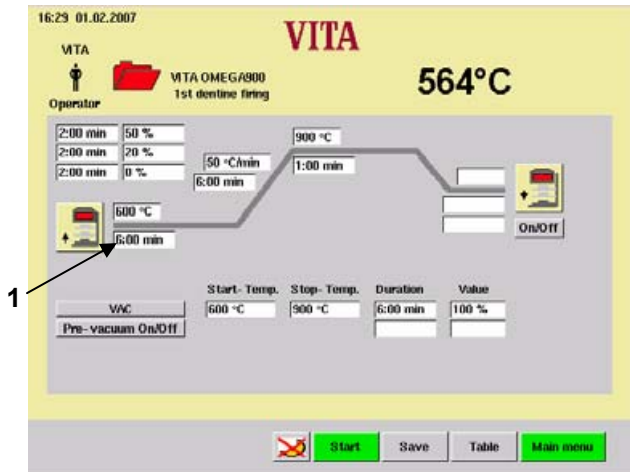 16:29 01.02.2007
VITA
VITA
Operator
VITA OMEGA900
1st dentine firing
564°C
2:00 min 50 %
2:00 min 20 %
2:00 min 0 %
50 °C/min
6:00 min
900 °C
1:00 min
600 °C
6:00 min
On/Off
1
VAC
Pre- vacuum On/Off
Start- Temp. Stop- Temp. Duration Value
600 °C 900 °C 6:00 min 100 %
Start Save Table Main menu